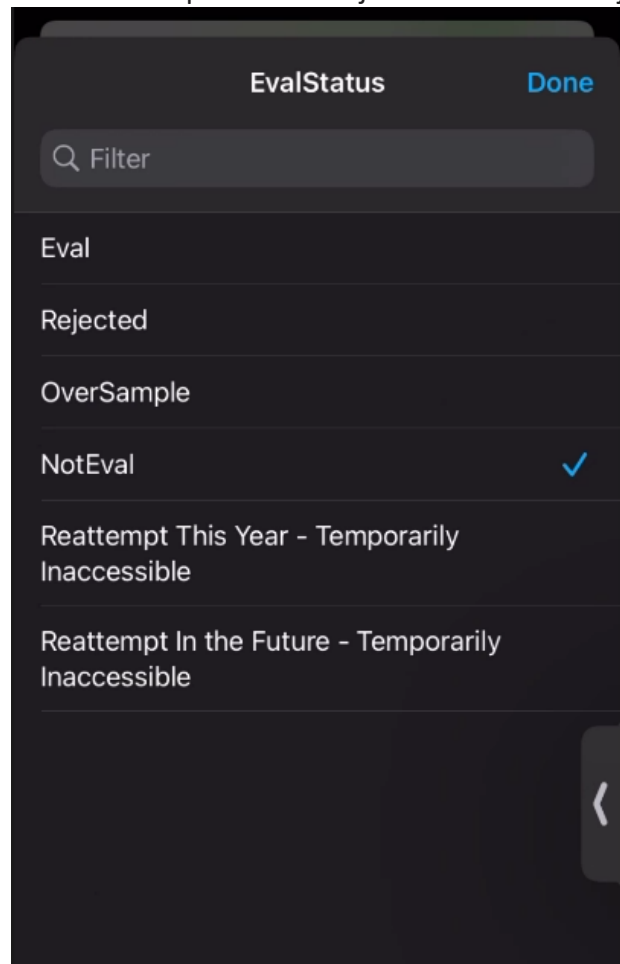 EvalStatus
Done
Filter
Eval
Rejected
OverSample
NotEval
Reattempt This Year - Temporarily
Inaccessible
Reattempt In the Future - Temporarily
Inaccessible